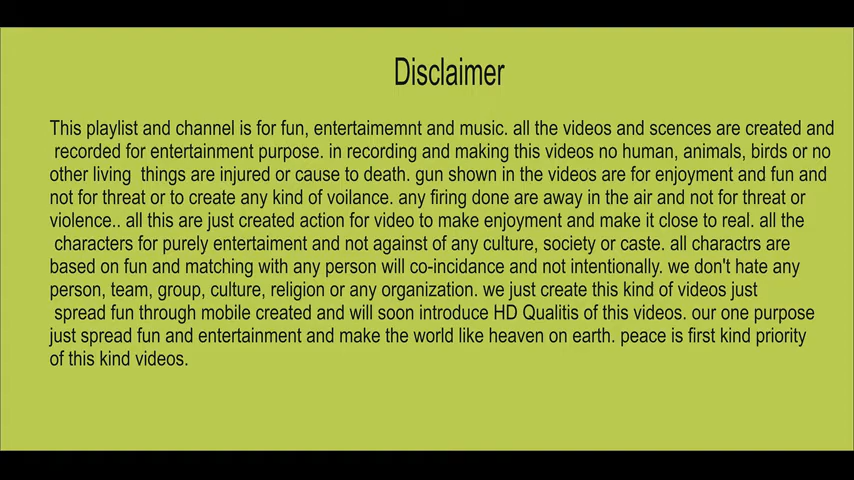 Disclaimer
This playlist and channel is for fun, entertaimemnt and music. all the videos and scences are created and
recorded for entertainment purpose. in recording and making this videos no human, animals, birds or no
other living things are injured or cause to death. gun shown in the videos are for enjoyment and fun and
not for threat or to create any kind of voilance. any firing done are away in the air and not for threat or
violence.. all this are just created action for video to make enjoyment and make it close to real. all the
characters for purely entertaiment and not against of any culture, society or caste. all charactrs are
based on fun and matching with any person will co-incidance and not intentionally. we don't hate any
person, team, group, culture, religion or any organization. we just create this kind of videos just
spread fun through mobile created and will soon introduce HD Qualitis of this videos. our one purpose
just spread fun and entertainment and make the world like heaven on earth. peace is first kind priority
of this kind videos.